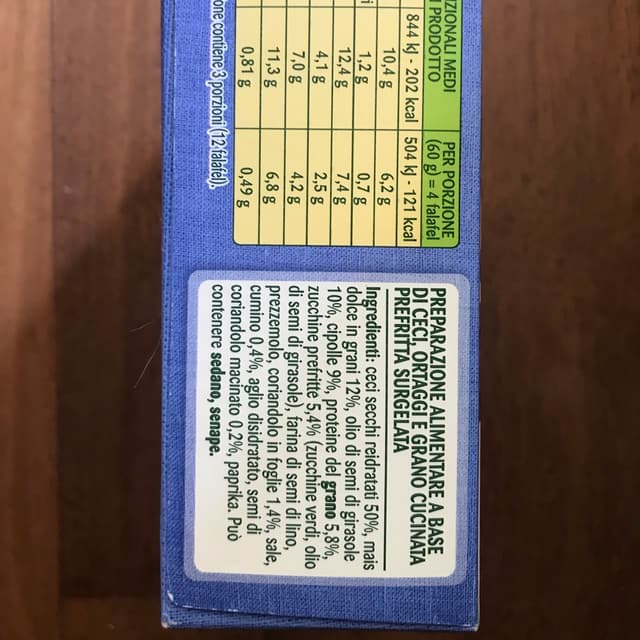 IZIONALI MEDI
PRODOTTO
PER PORZIONE
(60 g) = 4 falafel
844 kJ - 202 kcal 504 kJ - 121 kcal
10,4 g 6,2 g
1,2 g 0,7 g
12,4 g 7,4 g
4,1 g 2,5 g
7,0 g 4,2 g
11,3 g 6,8 g
0,81 g 0,49 g
one contiene 3 porzioni (12 falafel).
PREPARAZIONE ALIMENTARE A BASE
DI CECI, ORTAGGI E GRANO CUCINATA
PREFRITTA SURGELATA
Ingredienti: ceci secchi reidratati 50%, mais
dolce in grani 12%, olio di semi di girasole
10%, cipolle 9%, proteine del grano 5,8%,
zucchine prefritte 5,4% (zucchine verdi, olio
di semi di girasole), farina di semi di lino,
prezzemolo, coriandolo in foglie 1,4%, sale,
cumino 0,4%, aglio disidratato, semi di
coriandolo macinato 0,2%, paprika. Può
contenere sedano, senape.